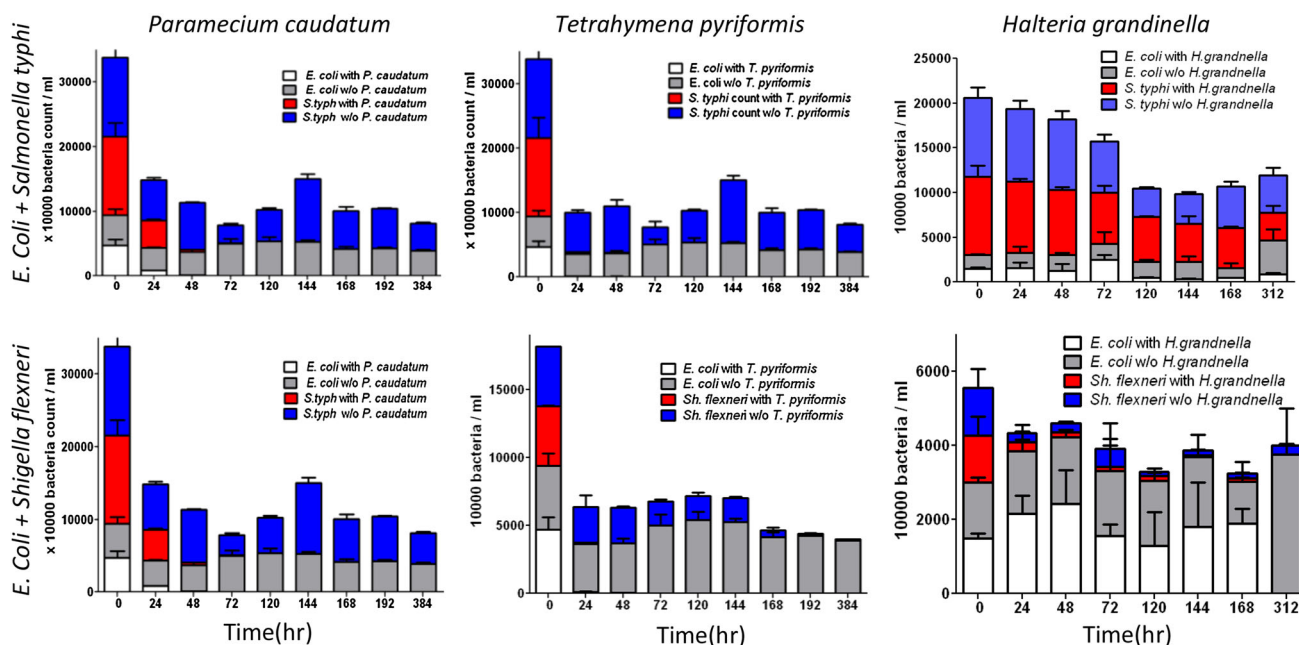 Paramecium caudatum
Tetrahymena pyriformis
Halteria grandinella
E. Coli + Salmonella typhi
x 10000 bacteria count / ml
30000
20000
10000
0
E. coli with P. caudatum
E. coli w/o P. caudatum
S.typh with P. caudatum
S.typh w/o P. caudatum
0 24 48 72 120 144 168 192 384
x 10000 bacteria count / ml
30000
20000
10000
0
E. coli with T. pyriformis
E. coli w/o T. pyriformis
S. typhi count with T. pyriformis
S. typhi count w/o T. pyriformis
0 24 48 72 120 144 168 192 384
10000 bacteria / ml
25000
20000
15000
10000
5000
0
E. coli with H.grandnella
E. coli w/o H.grandnella
S. typhi with H.grandnella
S. typhi w/o H.grandnella
0 24 48 72 120 144 168 312
E. Coli + Shigella flexneri
x 10000 bacteria count / ml
30000
20000
10000
0
E. coli with P. caudatum
E. coli w/o P. caudatum
S.typh with P. caudatum
S.typh w/o P. caudatum
0 24 48 72 120 144 168 192 384
Time(hr)
10000 bacteria / ml
15000
10000
5000
0
E. coli with T. pyriformis
E. coli w/o T. pyriformis
Sh. flexneri with T. pyriformis
Sh. flexneri w/o T. pyriformis
0 24 48 72 120 144 168 192 384
Time(hr)
10000 bacteria / ml
6000
4000
2000
0
E. coli with H.grandnella
E. coli w/o H.grandnella
Sh. flexneri with H.grandnella
Sh. flexneri w/o H.grandnella
0 24 48 72 120 144 168 312
Time(hr)